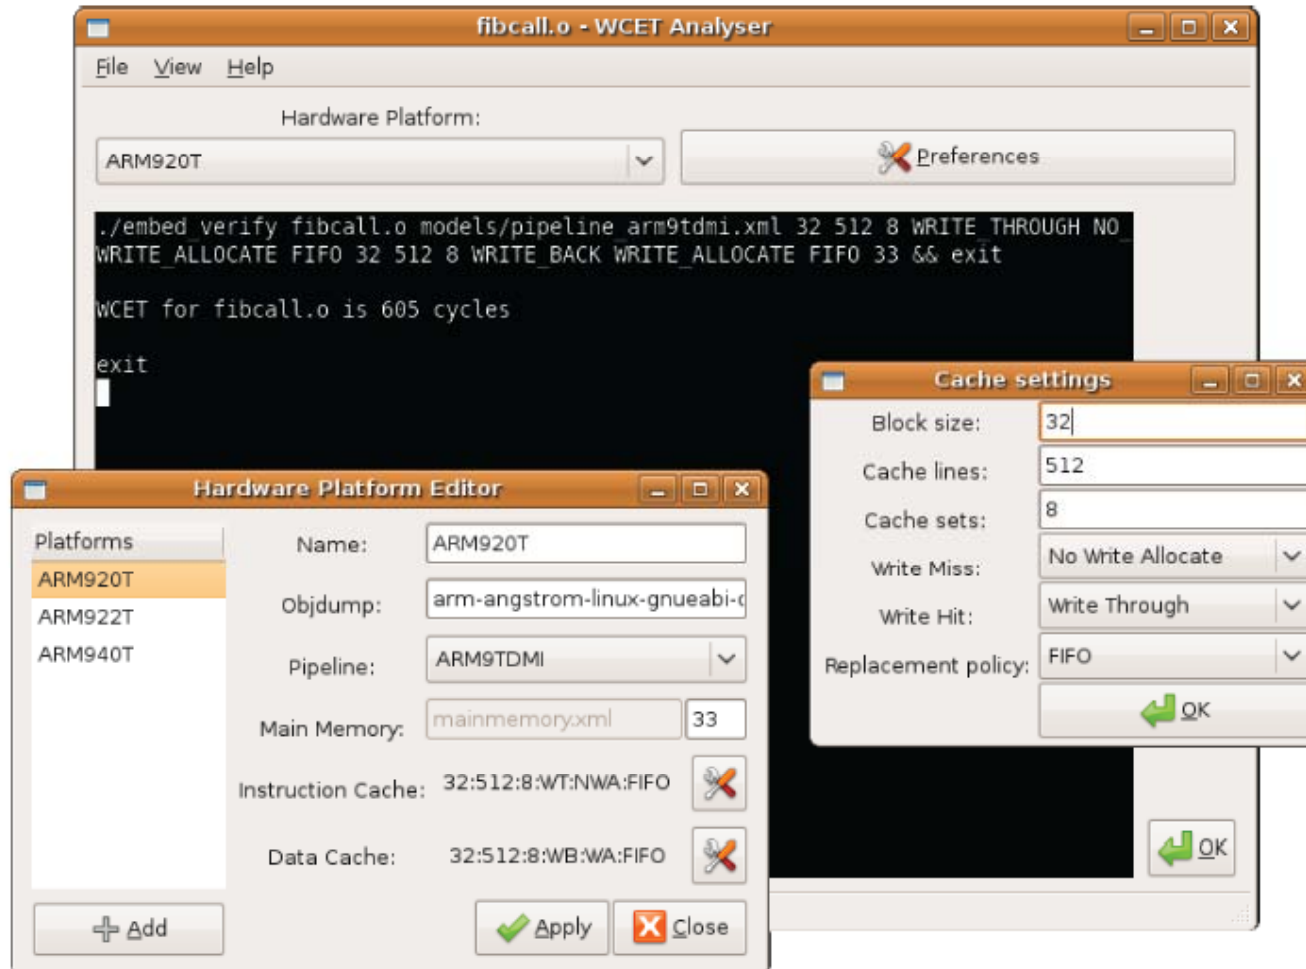 fibcall.o - WCET Analyser
File View Help
Hardware Platform:
ARM920T
Preferences
./embed_verify fibcall.o models/pipeline_arm9tdmi.xml 32 512 8 WRITE_THROUGH NO_
WRITE_ALLOCATE FIFO 32 512 8 WRITE_BACK WRITE_ALLOCATE FIFO 33 && exit
WCET for fibcall.o is 605 cycles
exit
OK
Cache settings
Block size: 32
Cache lines: 512
Cache sets: 8
Write Miss: No Write Allocate
Write Hit: Write Through
Replacement policy: FIFO
OK
Hardware Platform Editor
Platforms
ARM920T
ARM922T
ARM940T
Add
Name: ARM920T
Objdump: arm-angstrom-linux-gnueabi-
Pipeline: ARM9TDMI
Main Memory: mainmemory.xml 33
Instruction Cache: 32:512:8:WT:NWA:FIFO
Data Cache: 32:512:8:WB:WA:FIFO
Apply Close